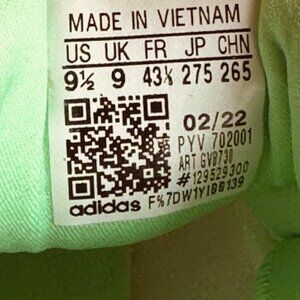 MADE IN VIETNAM
US UK FR JP CHN
9½ 9 43⅓ 275 265
02/22
PYV 702001
ART GV8730
#129529300
adidas